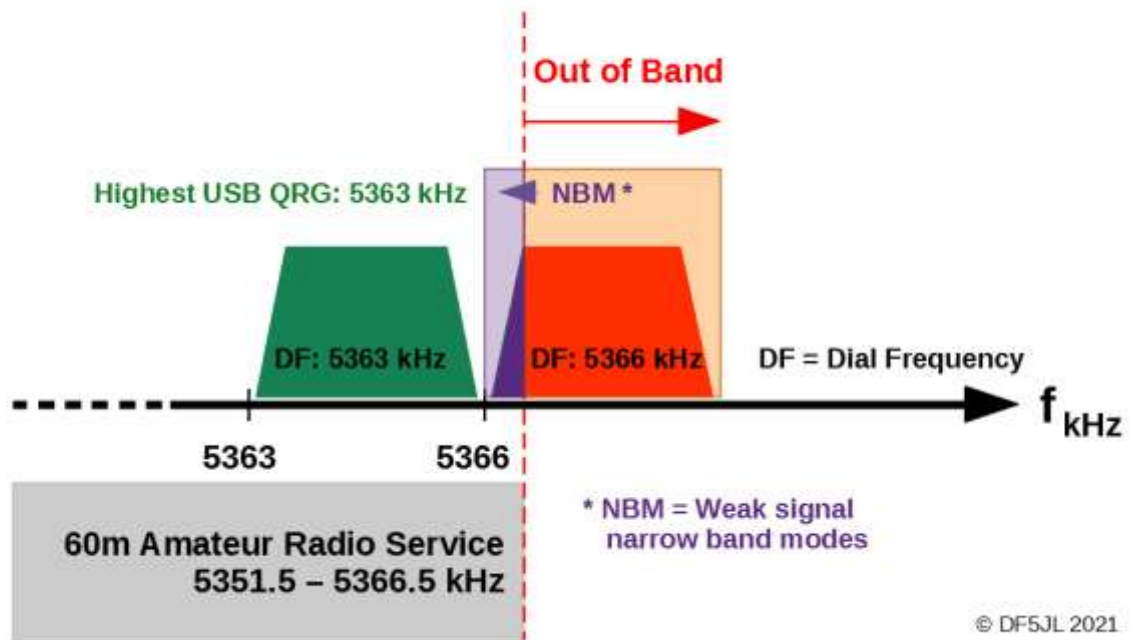 Out of Band
Highest USB QRG: 5363 kHz
NBM *
DF: 5363 kHz
DF: 5366 kHz
DF = Dial Frequency
f kHz
5363
5366
* NBM = Weak signal
narrow band modes
60m Amateur Radio Service
5351.5 – 5366.5 kHz
© DF5JL 2021